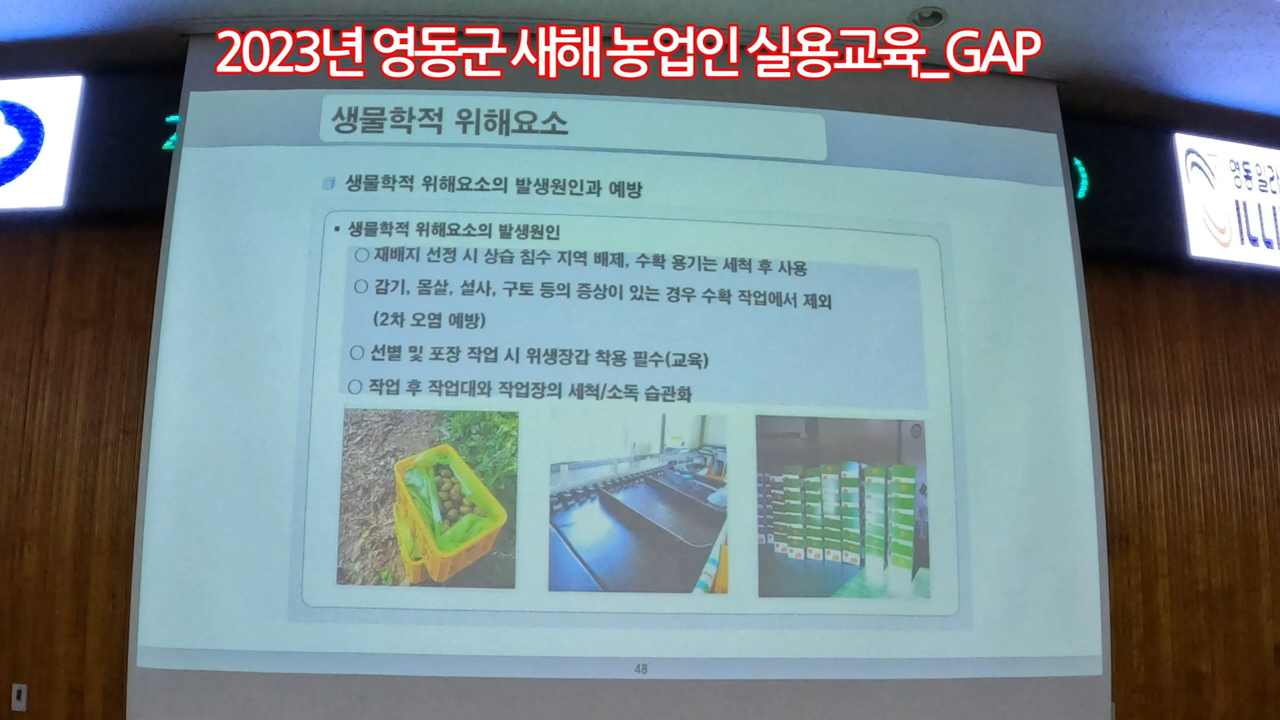 2023년 영동군 새해 농업인 실용교육_GAP
생물학적 위해요소
생물학적 위해요소의 발생원인과 예방
▪ 생물학적 위해요소의 발생원인
○ 재배지 선정 시 상습 침수 지역 배제, 수확 용기는 세척 후 사용
○ 감기, 몸살, 설사, 구토 등의 증상이 있는 경우 수확 작업에서 제외
(2차 오염 예방)
○ 선별 및 포장 작업 시 위생장갑 착용 필수(교육)
○ 작업 후 작업대와 작업장의 세척/소독 습관화
48
영동